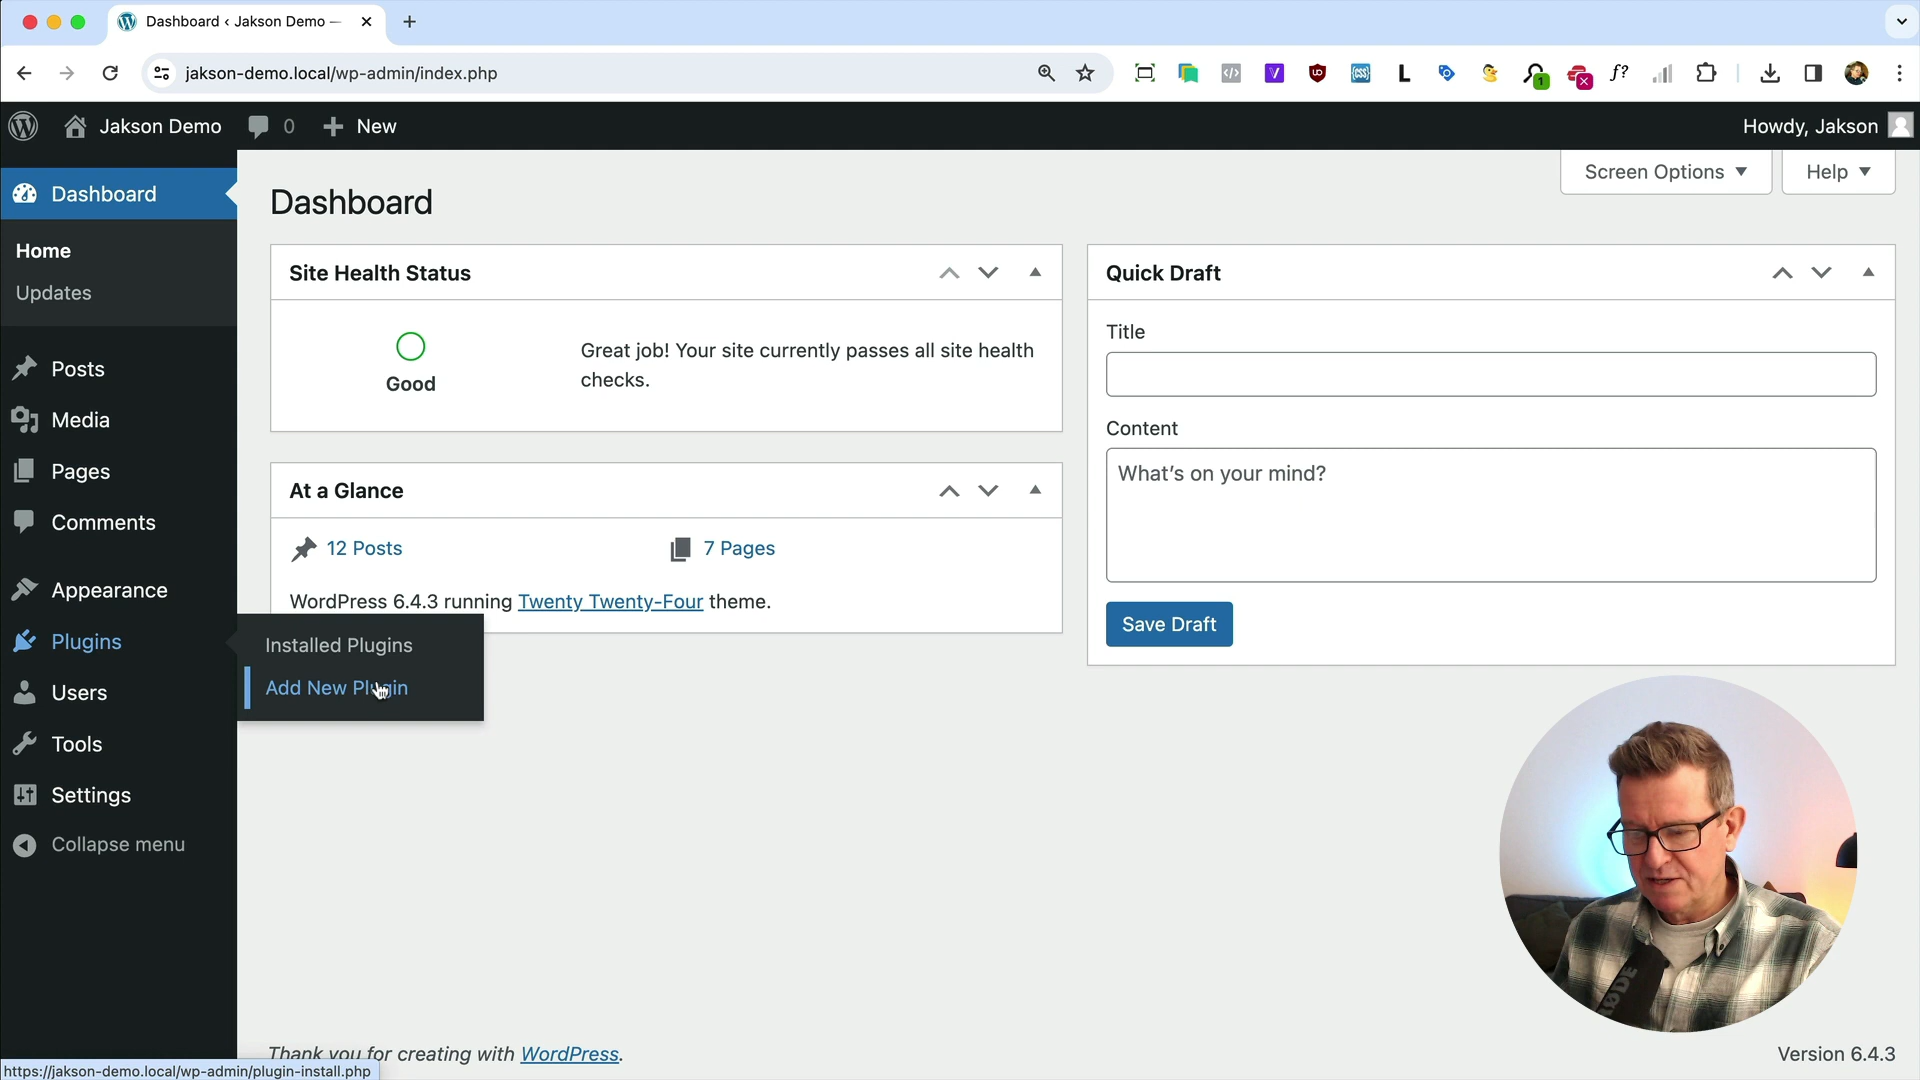 Dashboard ‹ Jakson Demo —
jakson-demo.local/wp-admin/index.php
Jakson Demo
0
New
Howdy, Jakson
Screen Options
Help
Dashboard
Home
Updates
Posts
Media
Pages
Comments
Appearance
Plugins
Users
Tools
Settings
Collapse menu
Installed Plugins
Add New Plugin
Dashboard
Site Health Status
Good
Great job! Your site currently passes all site health
checks.
At a Glance
12 Posts
7 Pages
WordPress 6.4.3 running Twenty Twenty-Four theme.
Quick Draft
Title
Content
What's on your mind?
Save Draft
RØDE
Thank you for creating with WordPress.
Version 6.4.3
https://jakson-demo.local/wp-admin/plugin-install.php